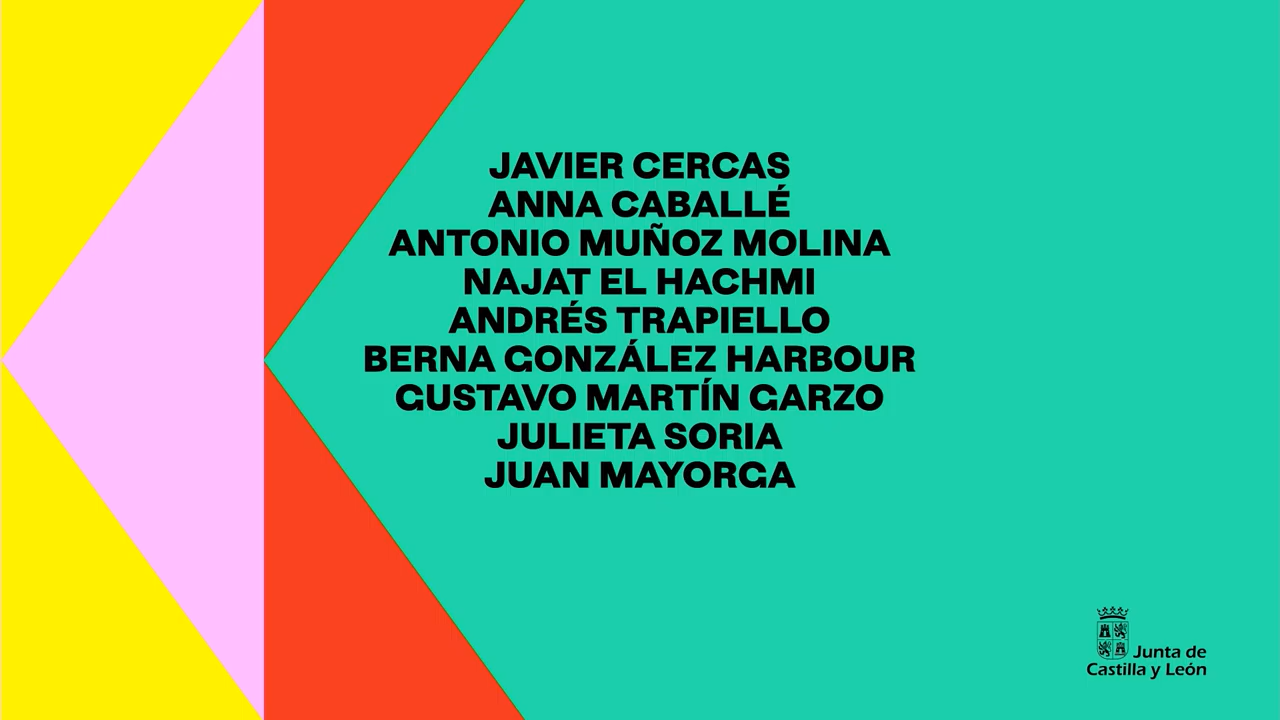 JAVIER CERCAS
ANNA CABALLÉ
ANTONIO MUÑOZ MOLINA
NAJAT EL HACHMI
ANDRÉS TRAPIELLO
BERNA GONZÁLEZ HARBOUR
GUSTAVO MARTÍN GARZO
JULIETA SORIA
JUAN MAYORGA
Junta de
Castilla y León